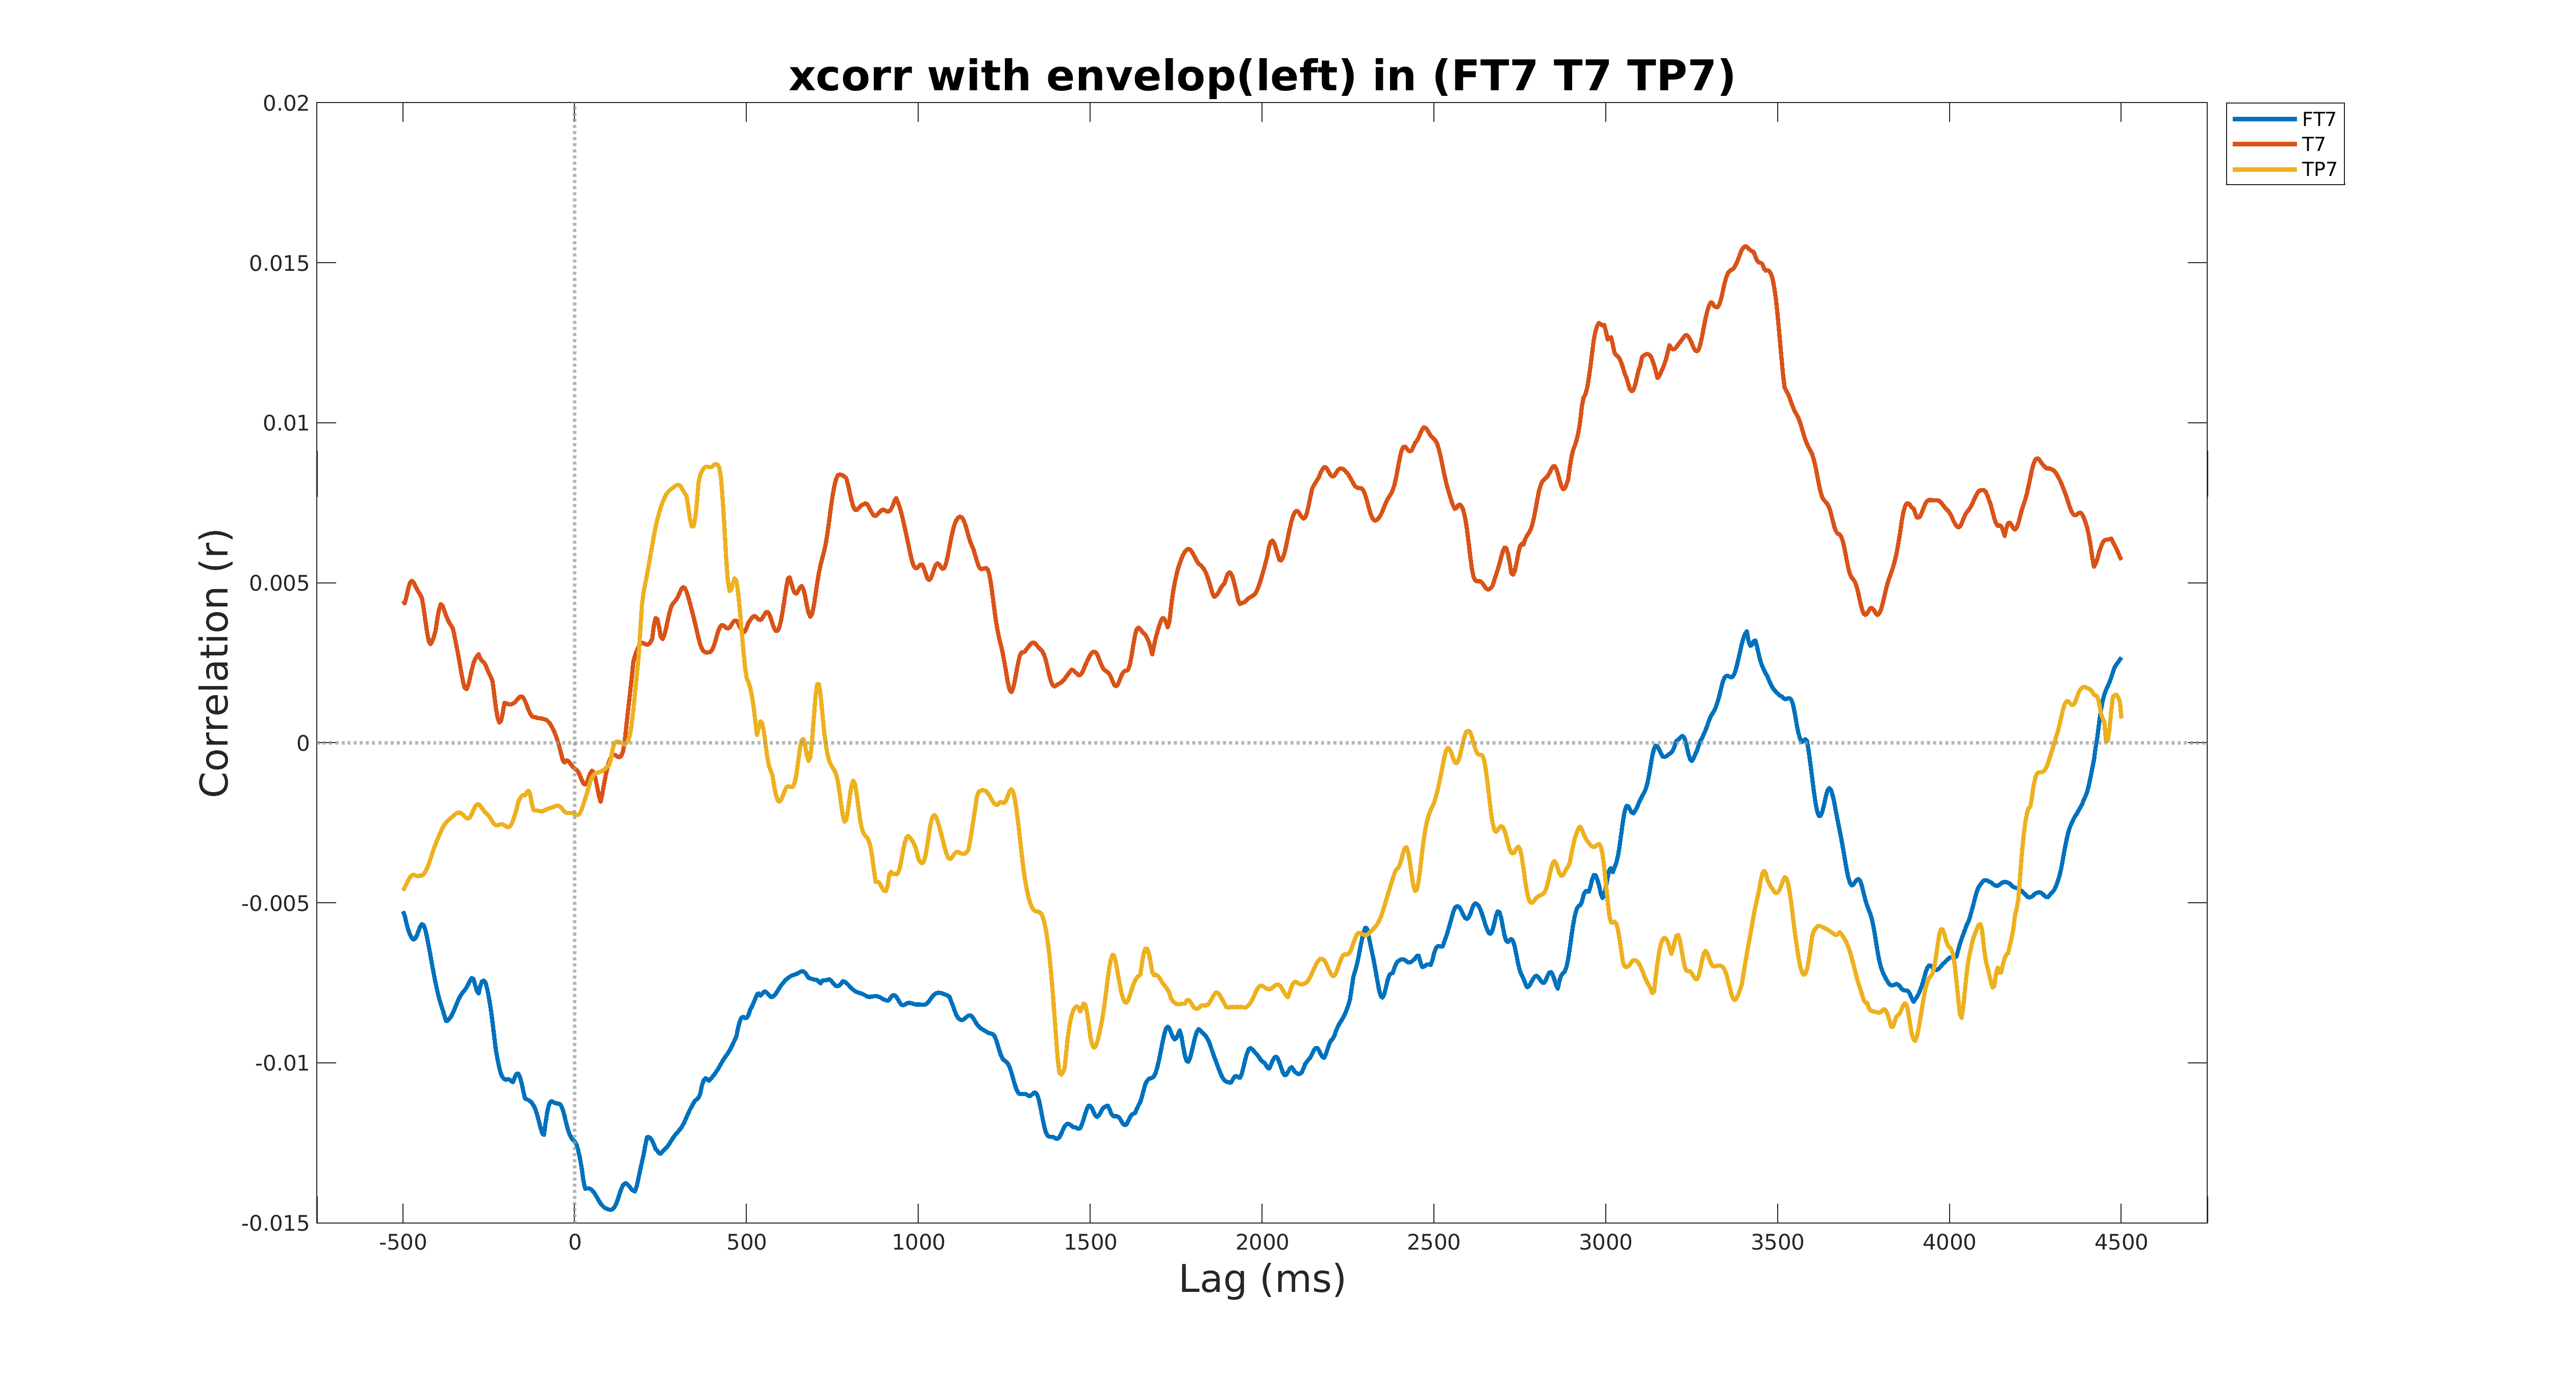 xcorr with envelop(left) in (FT7 T7 TP7)
FT7
T7
TP7
0.02
0.015
0.01
0.005
0
-0.005
-0.01
-0.015
Correlation (r)
-500 0 500 1000 1500 2000 2500 3000 3500 4000 4500
Lag (ms)